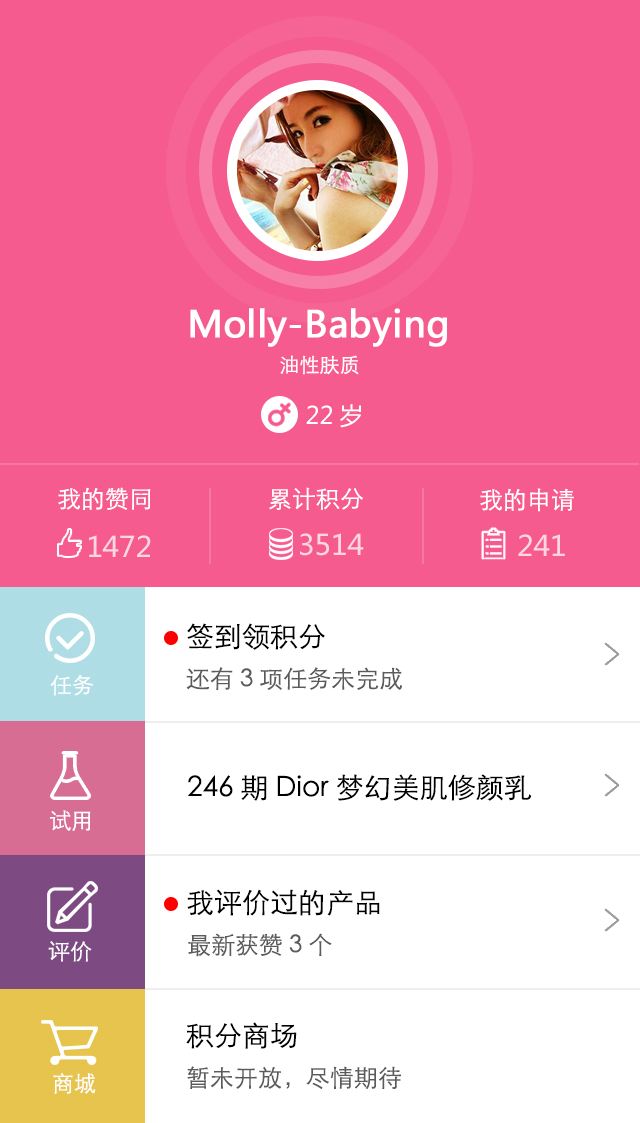 Molly-Babying
油性肤质
22 岁
我的赞同
1472
累计积分
3514
我的申请
241
任务
签到领积分
还有 3 项任务未完成
试用
246 期 Dior 梦幻美肌修颜乳
评价
我评价过的产品
最新获赞 3 个
商城
积分商场
暂未开放，尽情期待